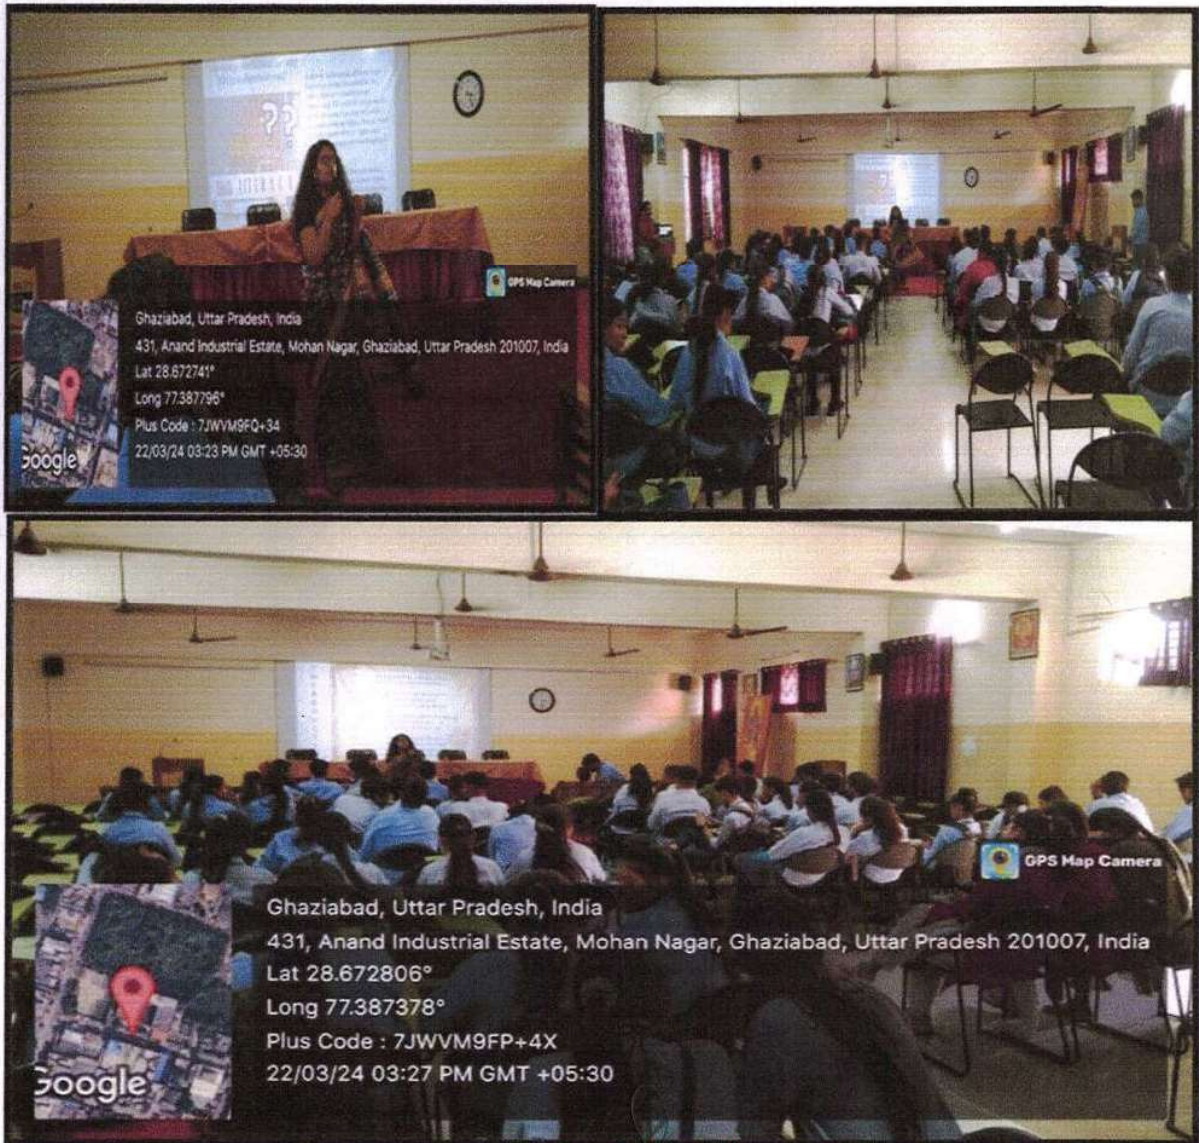 ??
GPS Map Camera
Ghaziabad, Uttar Pradesh, India
431, Anand Industrial Estate, Mohan Nagar, Ghaziabad, Uttar Pradesh 201007, India
Lat 28.672741°
Long 77.387796°
Plus Code : 7JWVM9FQ+34
22/03/24 03:23 PM GMT +05:30
Google
GPS Map Camera
Ghaziabad, Uttar Pradesh, India
431, Anand Industrial Estate, Mohan Nagar, Ghaziabad, Uttar Pradesh 201007, India
Lat 28.672806°
Long 77.387378°
Plus Code : 7JWVM9FP+4X
22/03/24 03:27 PM GMT +05:30
Google